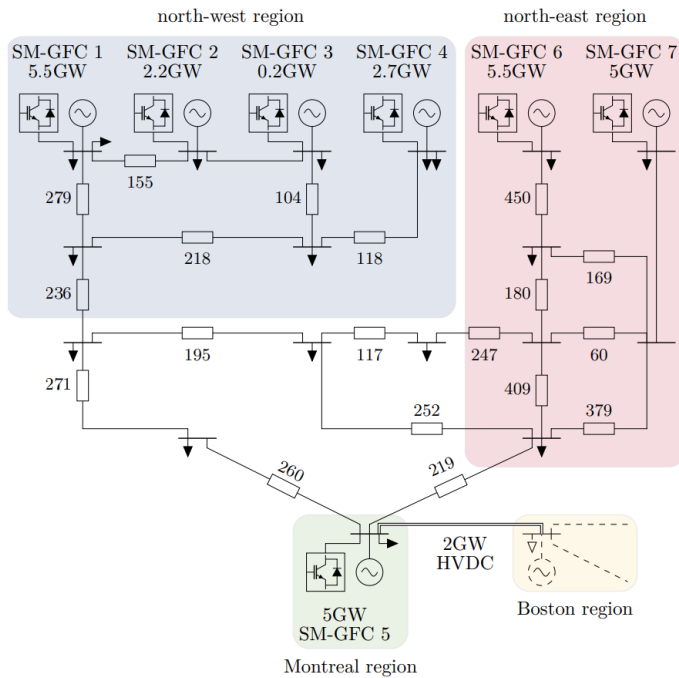 north-west region
north-east region
SM-GFC 1
5.5GW
SM-GFC 2
2.2GW
SM-GFC 3
0.2GW
SM-GFC 4
2.7GW
SM-GFC 6
5.5GW
SM-GFC 7
5GW
155
279
104
450
218
118
169
236
180
195
117
247
60
271
409
252
379
260
219
2GW
HVDC
5GW
SM-GFC 5
Boston region
Montreal region